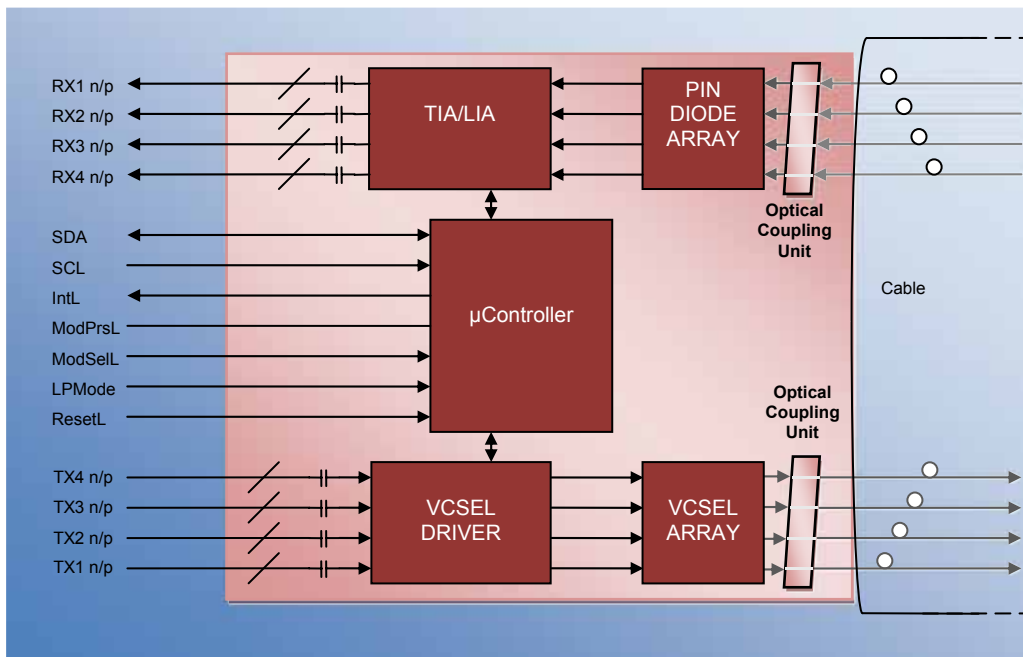 RX1 n/p
RX2 n/p
RX3 n/p
RX4 n/p
TIA/LIA
PIN
DIODE
ARRAY
Optical
Coupling
Unit
SDA
SCL
IntL
ModPrsL
ModSelL
LPMode
ResetL
µController
Cable
Optical
Coupling
Unit
TX4 n/p
TX3 n/p
TX2 n/p
TX1 n/p
VCSEL
DRIVER
VCSEL
ARRAY